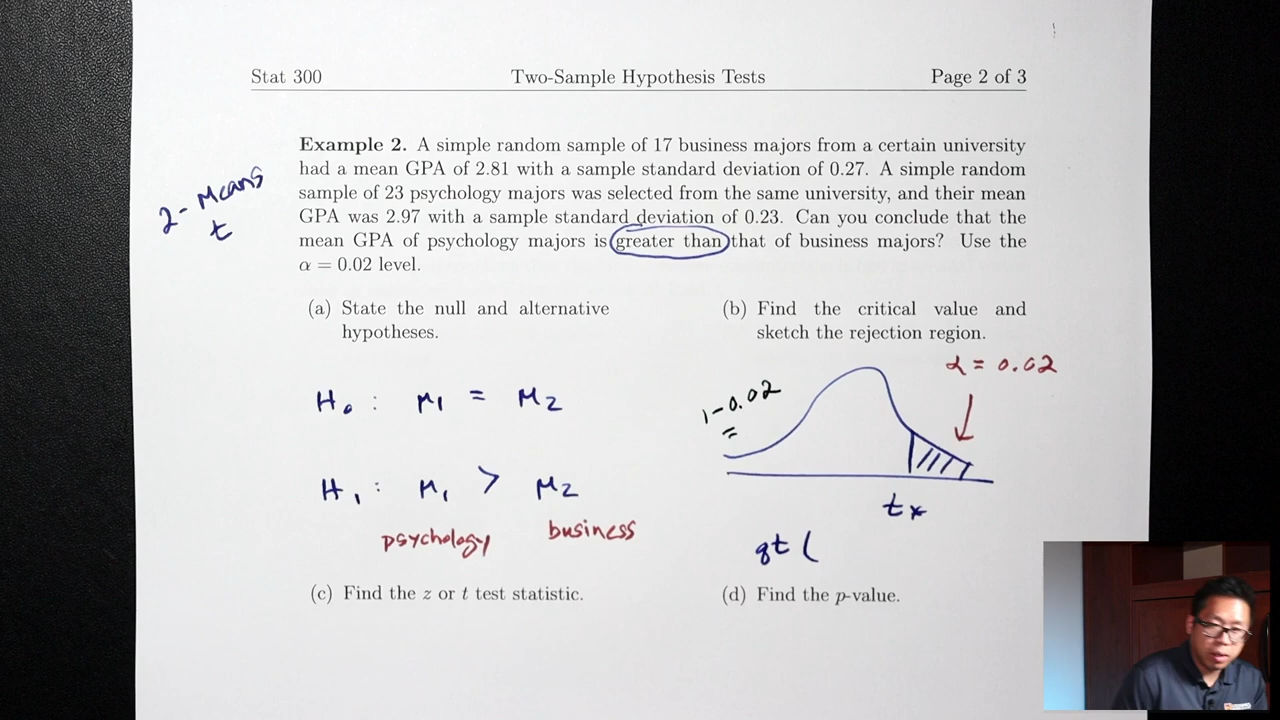 Stat 300 Two-Sample Hypothesis Tests Page 2 of 3
Example 2. A simple random sample of 17 business majors from a certain university
had a mean GPA of 2.81 with a sample standard deviation of 0.27. A simple random
sample of 23 psychology majors was selected from the same university, and their mean
GPA was 2.97 with a sample standard deviation of 0.23. Can you conclude that the
mean GPA of psychology majors is greater than that of business majors? Use the
α = 0.02 level.
2-Means
t
(a) State the null and alternative
hypotheses.
H₀ : μ₁ = μ₂
H₁ : μ₁ > μ₂
psychology business
(b) Find the critical value and
sketch the rejection region.
α = 0.02
1-0.02
=
t*
qt (
(c) Find the z or t test statistic.
(d) Find the p-value.